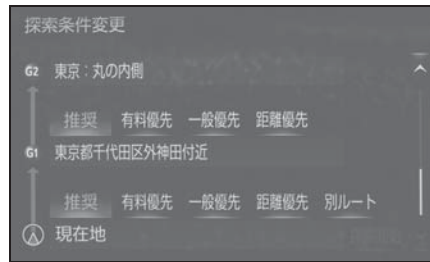 探索条件変更
G2 東京：丸の内側
推奨 有料優先 一般優先 距離優先
G1 東京都千代田区外神田付近
推奨 有料優先 一般優先 距離優先 別ルート
現在地